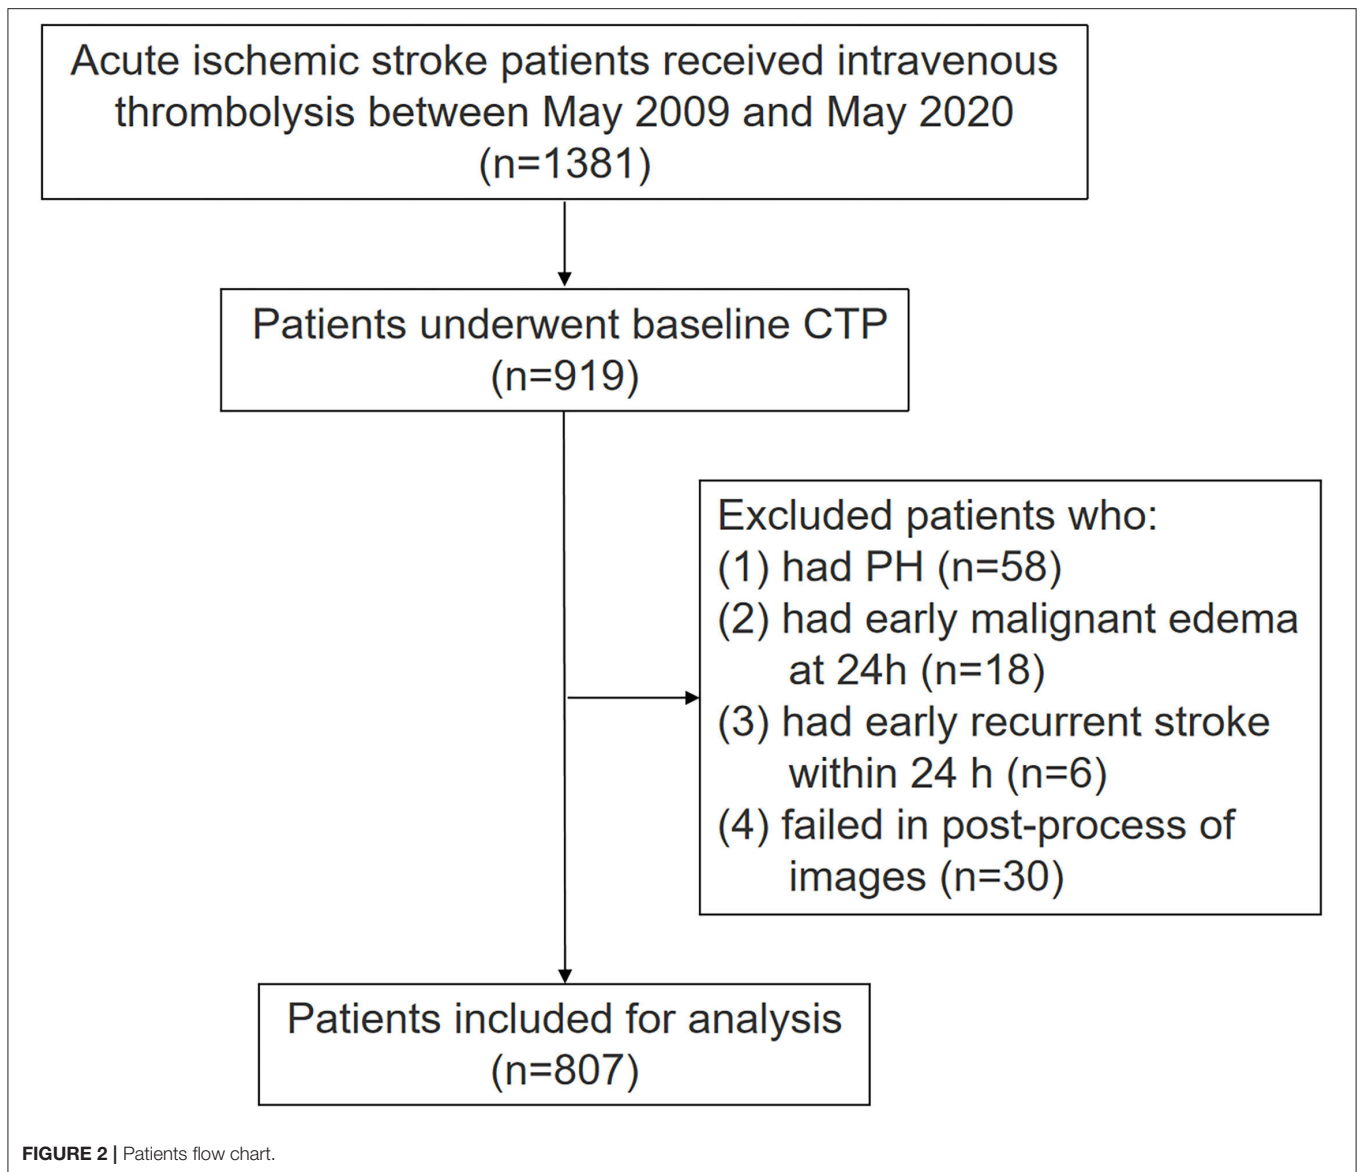 Acute ischemic stroke patients received intravenous
thrombolysis between May 2009 and May 2020
(n=1381)
Patients underwent baseline CTP
(n=919)
Excluded patients who:
(1) had PH (n=58)
(2) had early malignant edema
at 24h (n=18)
(3) had early recurrent stroke
within 24 h (n=6)
(4) failed in post-process of
images (n=30)
Patients included for analysis
(n=807)
FIGURE 2 | Patients flow chart.